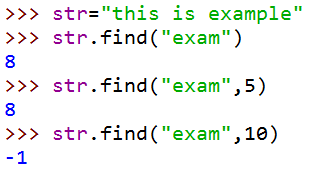 >>> str="this is example"
>>> str.find("exam")
8
>>> str.find("exam",5)
8
>>> str.find("exam",10)
-1